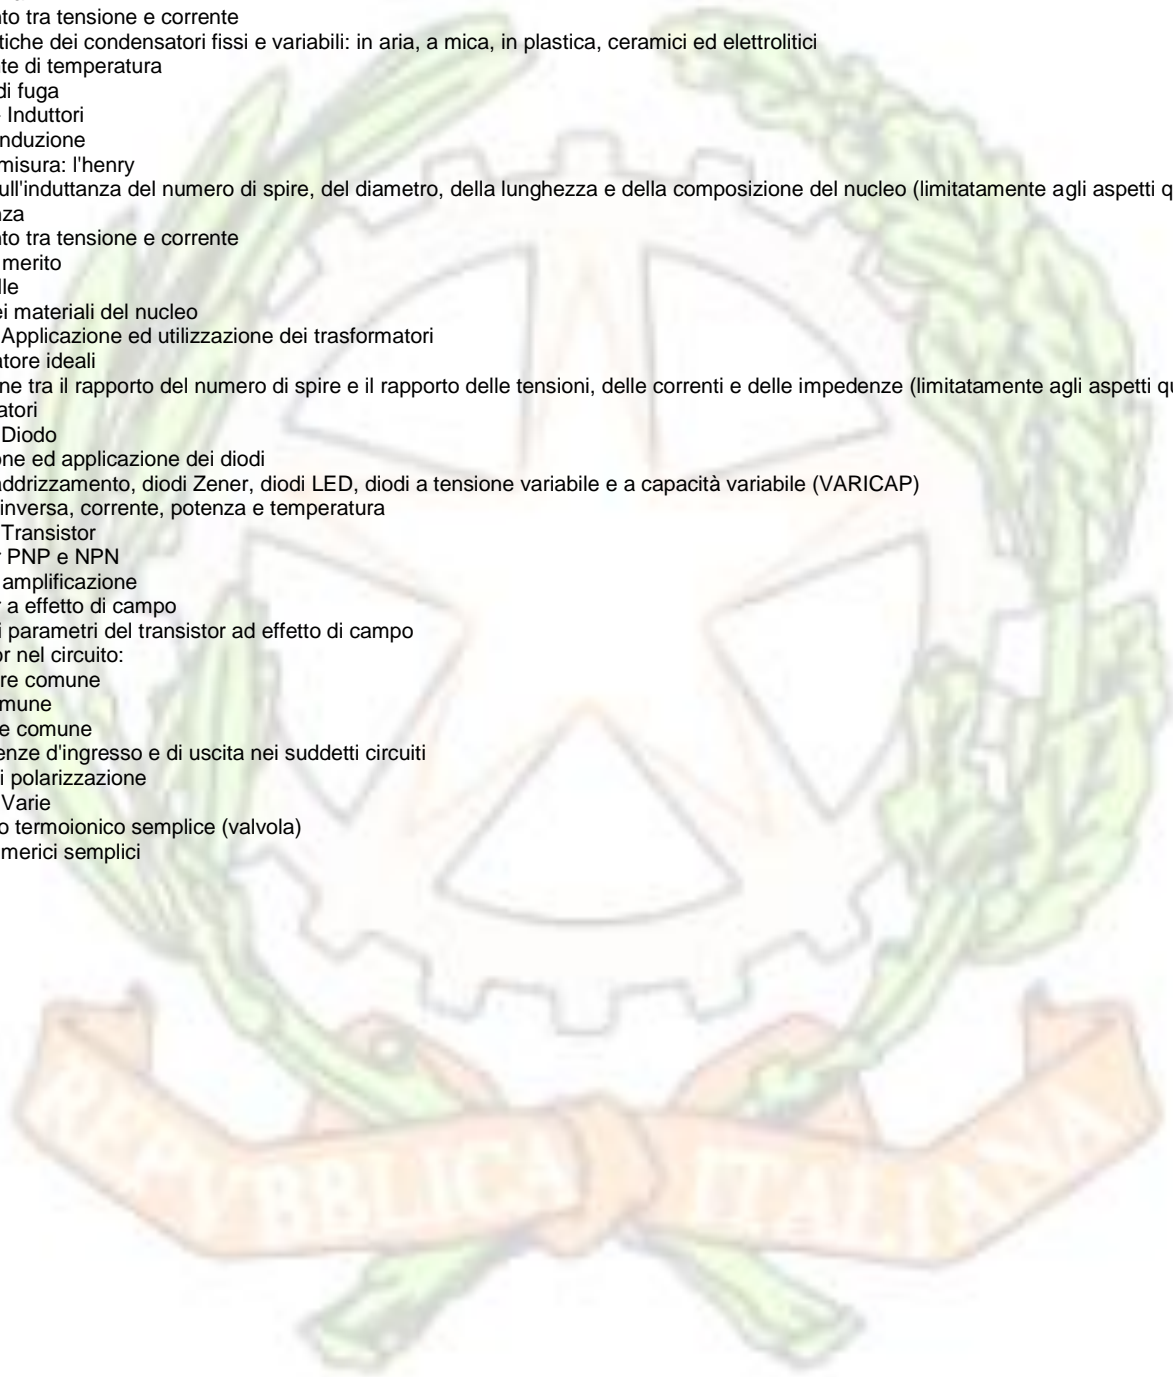 nto tra tensione e corrente
tiche dei condensatori fissi e variabili: in aria, a mica, in plastica, ceramici ed elettrolitici
nte di temperatura
di fuga
- Induttori
nduzione
misura: l'henry
ull'induttanza del numero di spire, del diametro, della lunghezza e della composizione del nucleo (limitatamente agli aspetti q
nza
nto tra tensione e corrente
merito
lle
ei materiali del nucleo
Applicazione ed utilizzazione dei trasformatori
atore ideali
ne tra il rapporto del numero di spire e il rapporto delle tensioni, delle correnti e delle impedenze (limitatamente agli aspetti qu
atori
Diodo
one ed applicazione dei diodi
addrizzamento, diodi Zener, diodi LED, diodi a tensione variabile e a capacità variabile (VARICAP)
inversa, corrente, potenza e temperatura
Transistor
r PNP e NPN
amplificazione
r a effetto di campo
i parametri del transistor ad effetto di campo
or nel circuito:
re comune
mune
e comune
enze d'ingresso e di uscita nei suddetti circuiti
i polarizzazione
Varie
o termoionico semplice (valvola)
merici semplici
REPVBBLICA ITALIANA